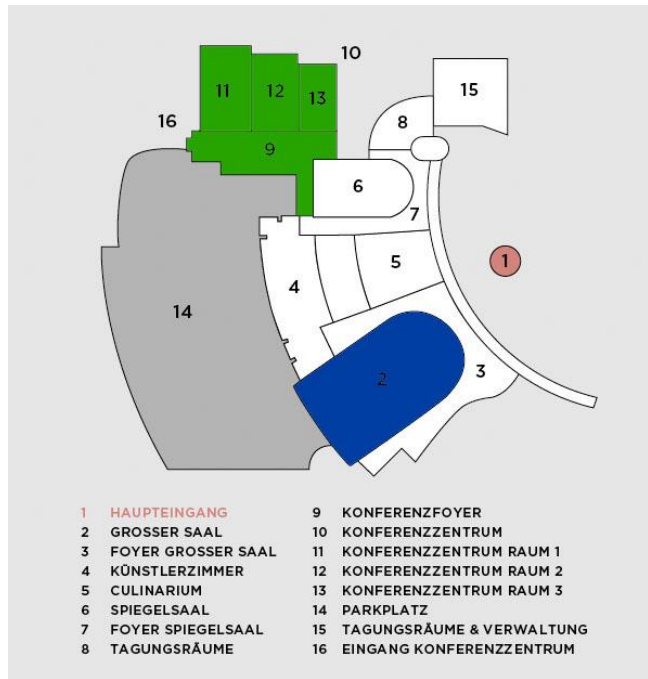 10
15
11
12
13
16
8
9
6
7
1
5
4
14
2
3
1 HAUPTEINGANG
2 GROSSER SAAL
3 FOYER GROSSER SAAL
4 KÜNSTLERZIMMER
5 CULINARIUM
6 SPIEGELSAAL
7 FOYER SPIEGELSAAL
8 TAGUNGSRÄUME
9 KONFERENZFOYER
10 KONFERENZZENTRUM
11 KONFERENZZENTRUM RAUM 1
12 KONFERENZZENTRUM RAUM 2
13 KONFERENZZENTRUM RAUM 3
14 PARKPLATZ
15 TAGUNGSRÄUME & VERWALTUNG
16 EINGANG KONFERENZZENTRUM